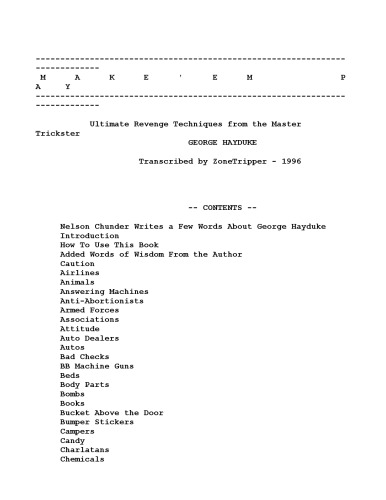 --------------------------------------------------------------
-------------
M A K E ' E M P
A Y
--------------------------------------------------------------
-------------
Ultimate Revenge Techniques from the Master
Trickster
GEORGE HAYDUKE
Transcribed by ZoneTripper - 1996
-- CONTENTS --
Nelson Chunder Writes a Few Words About George Hayduke
Introduction
How To Use This Book
Added Words of Wisdom From the Author
Caution
Airlines
Animals
Answering Machines
Anti-Abortionists
Armed Forces
Associations
Attitude
Auto Dealers
Autos
Bad Checks
BB Machine Guns
Beds
Body Parts
Bombs
Books
Bucket Above the Door
Bumper Stickers
Campers
Candy
Charlatans
Chemicals